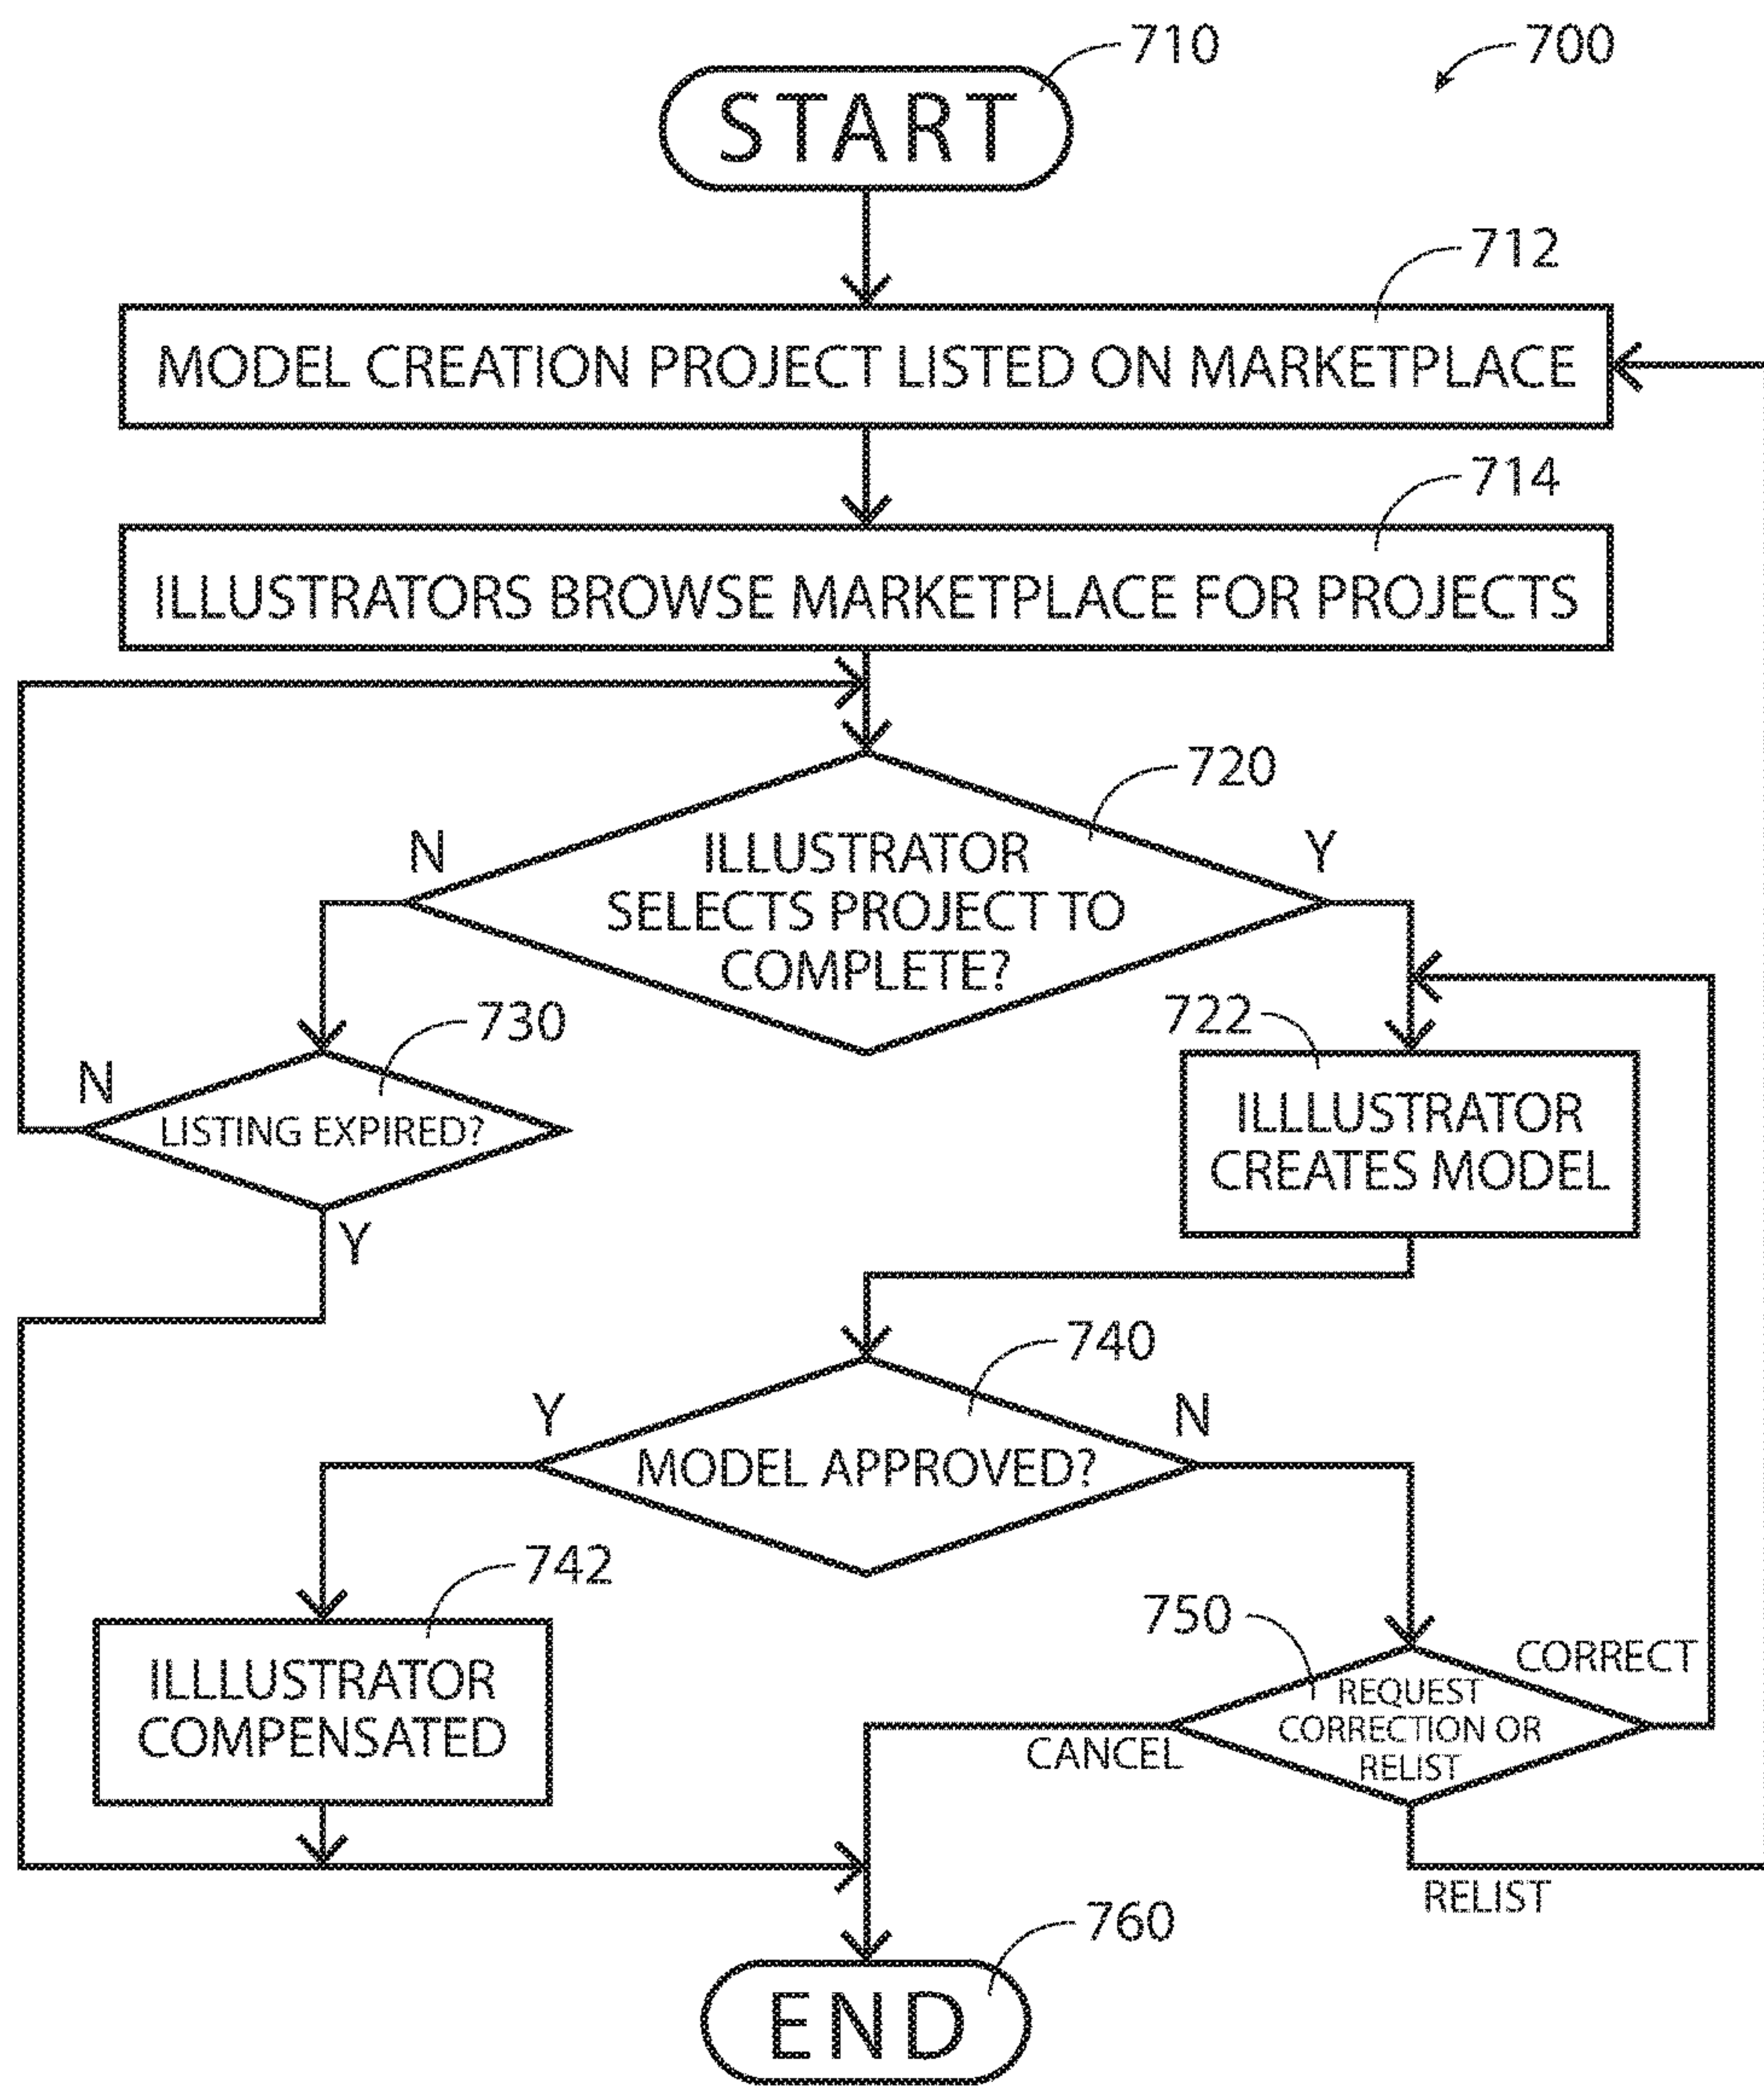 710
700
START
712
MODEL CREATION PROJECT LISTED ON MARKETPLACE
714
ILLUSTRATORS BROWSE MARKETPLACE FOR PROJECTS
720
N
Y
ILLUSTRATOR
SELECTS PROJECT TO
COMPLETE?
730
722
N
LISTING EXPIRED?
ILLLUSTRATOR
CREATES MODEL
Y
740
Y
N
MODEL APPROVED?
742
750
CORRECT
ILLLUSTRATOR
COMPENSATED
REQUEST
CORRECTION OR
RELIST
CANCEL
RELIST
760
END